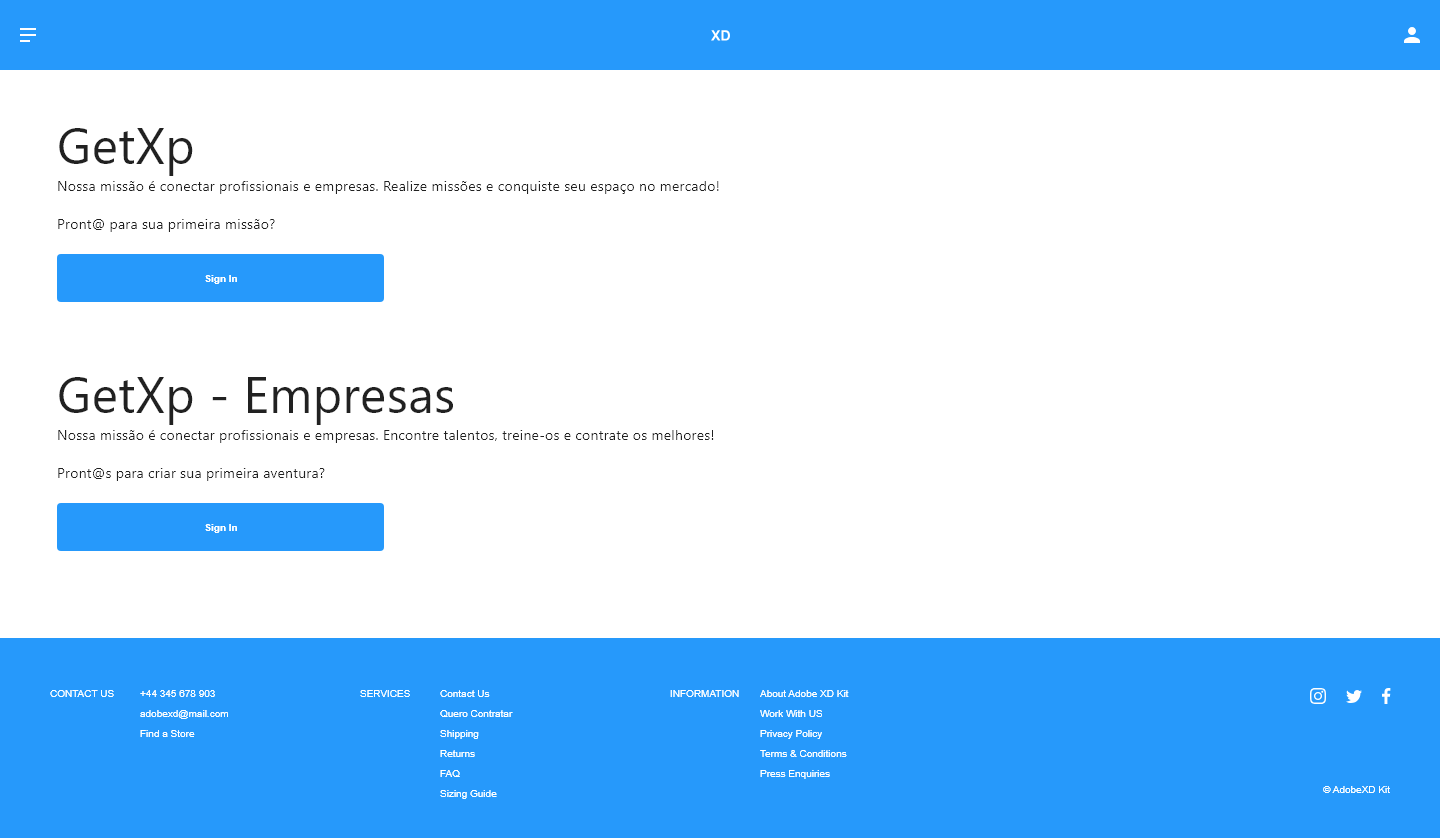 XD
GetXp
Nossa missão é conectar profissionais e empresas. Realize missões e conquiste seu espaço no mercado!
Pront@ para sua primeira missão?
Sign In
GetXp - Empresas
Nossa missão é conectar profissionais e empresas. Encontre talentos, treine-os e contrate os melhores!
Pront@s para criar sua primeira aventura?
Sign In
CONTACT US
+44 345 678 903
adobexd@mail.com
Find a Store
SERVICES
Contact Us
Quero Contratar
Shipping
Returns
FAQ
Sizing Guide
INFORMATION
About Adobe XD Kit
Work With US
Privacy Policy
Terms & Conditions
Press Enquiries
© AdobeXD Kit